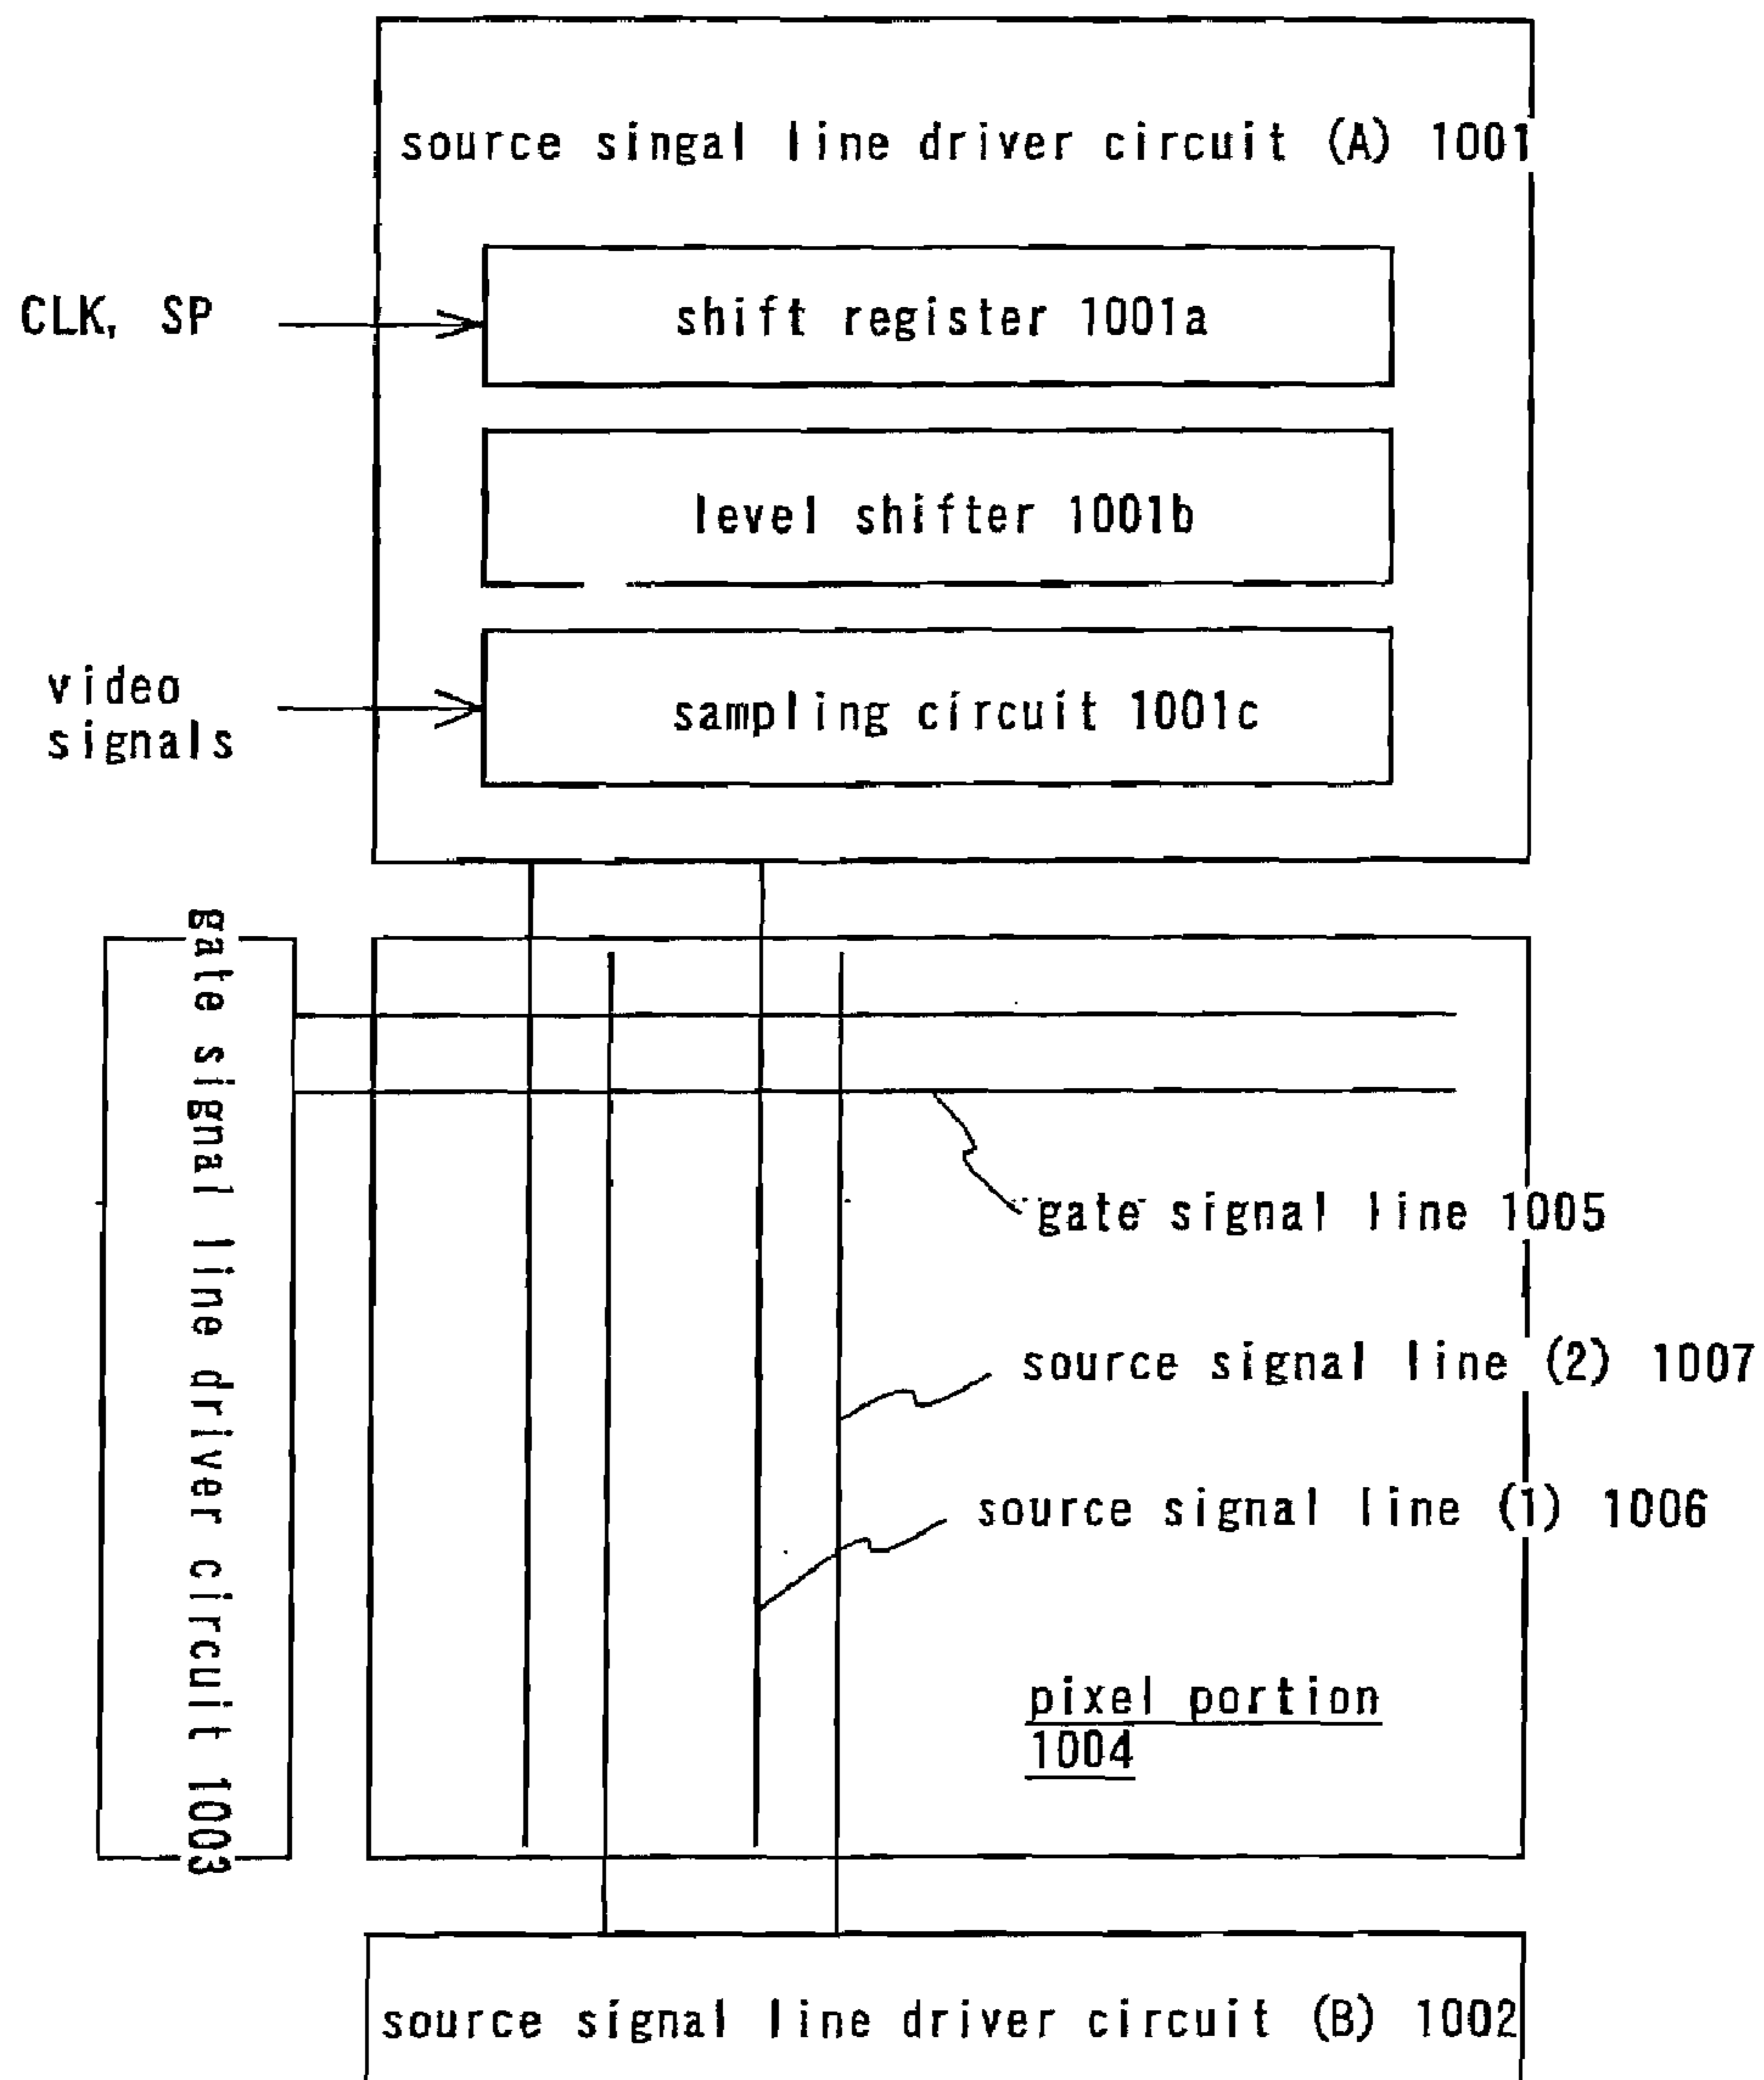 source singal line driver circuit (A) 1001
CLK, SP
shift register 1001a
level shifter 1001b
video
signals
sampling circuit 1001c
gate signal line driver circuit 1003
gate signal line 1005
source signal line (2) 1007
source signal line (1) 1006
pixel portion
1004
source signal line driver circuit (B) 1002